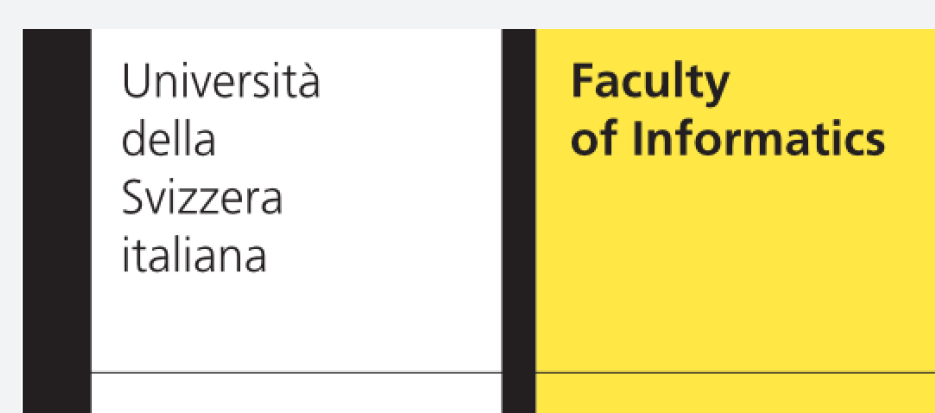 Università
della
Svizzera
italiana
Faculty
of Informatics